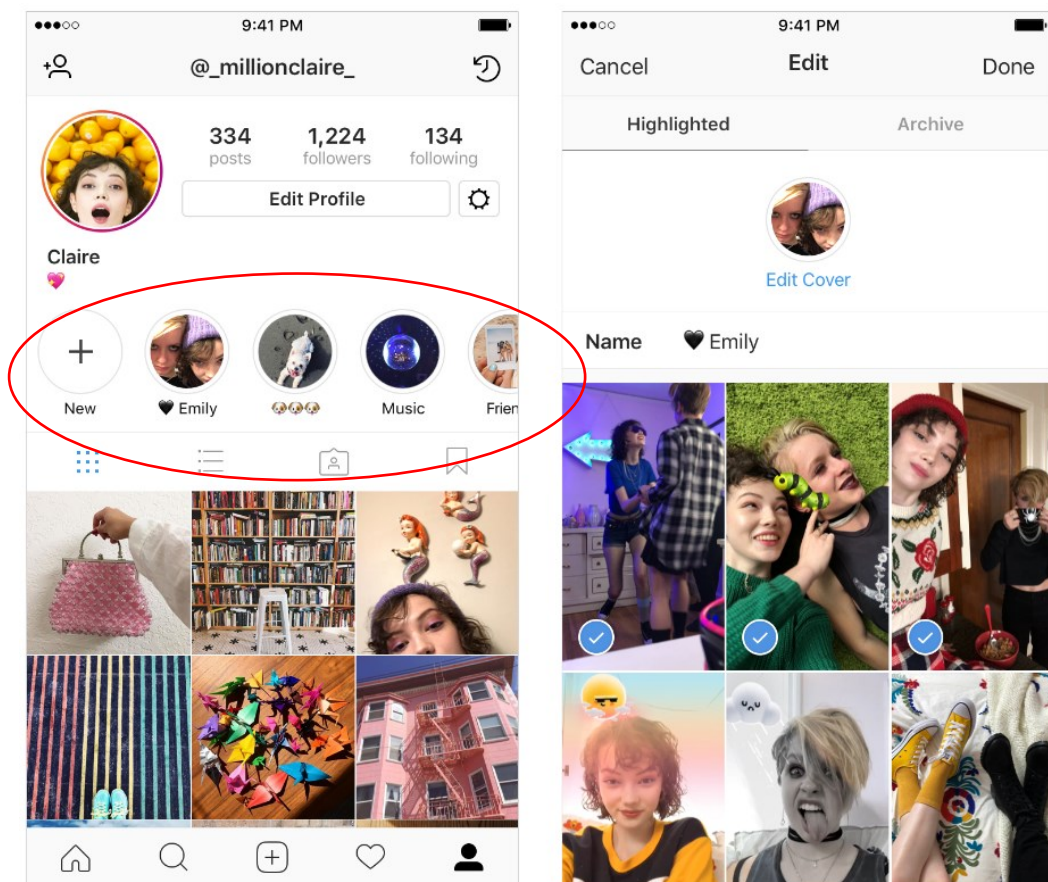 9:41 PM
@_millionclaire_
334 1,224 134
posts followers following
Edit Profile
Claire
💖
New 🖤 Emily 🐶🐶🐶 Music Frien
9:41 PM
Cancel Edit Done
Highlighted Archive
Edit Cover
Name 🖤 Emily